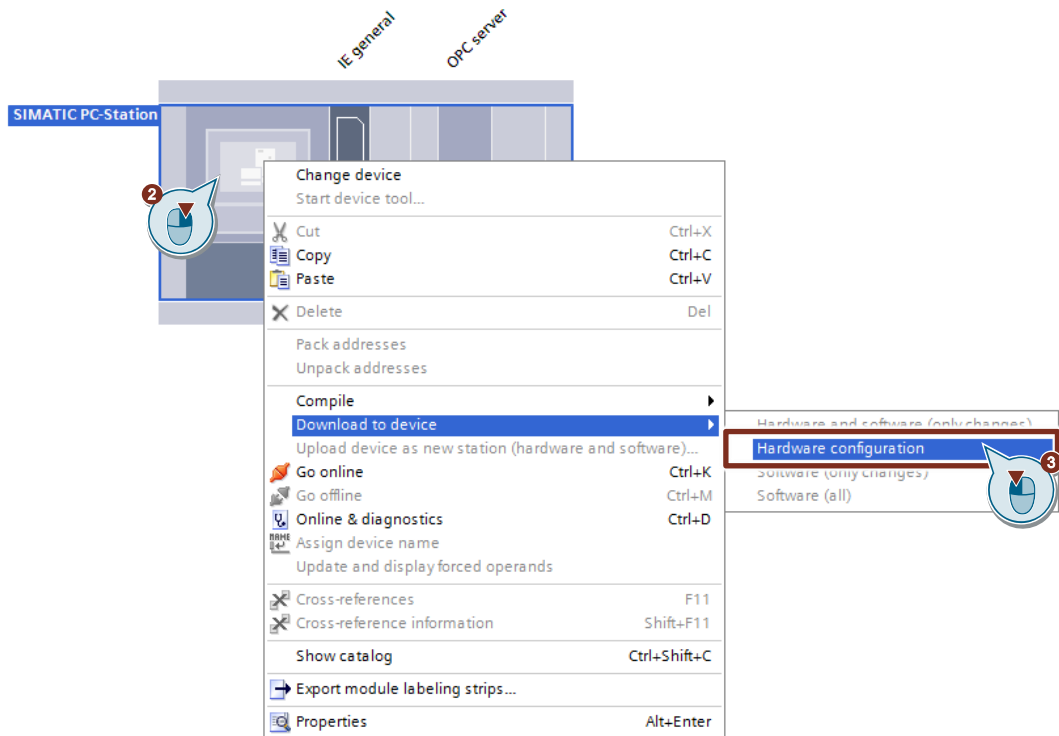 IE general
OPC server
SIMATIC PC-Station
2
Change device
Start device tool...
Cut Ctrl+X
Copy Ctrl+C
Paste Ctrl+V
Delete Del
Pack addresses
Unpack addresses
Compile
Download to device
Upload device as new station (hardware and software)...
Go online Ctrl+K
Go offline Ctrl+M
Online & diagnostics Ctrl+D
NAME Assign device name
Update and display forced operands
Cross-references F11
Cross-reference information Shift+F11
Show catalog Ctrl+Shift+C
Export module labeling strips...
Properties Alt+Enter
Hardware and software (only changes)
Hardware configuration
3
Software (only changes)
Software (all)